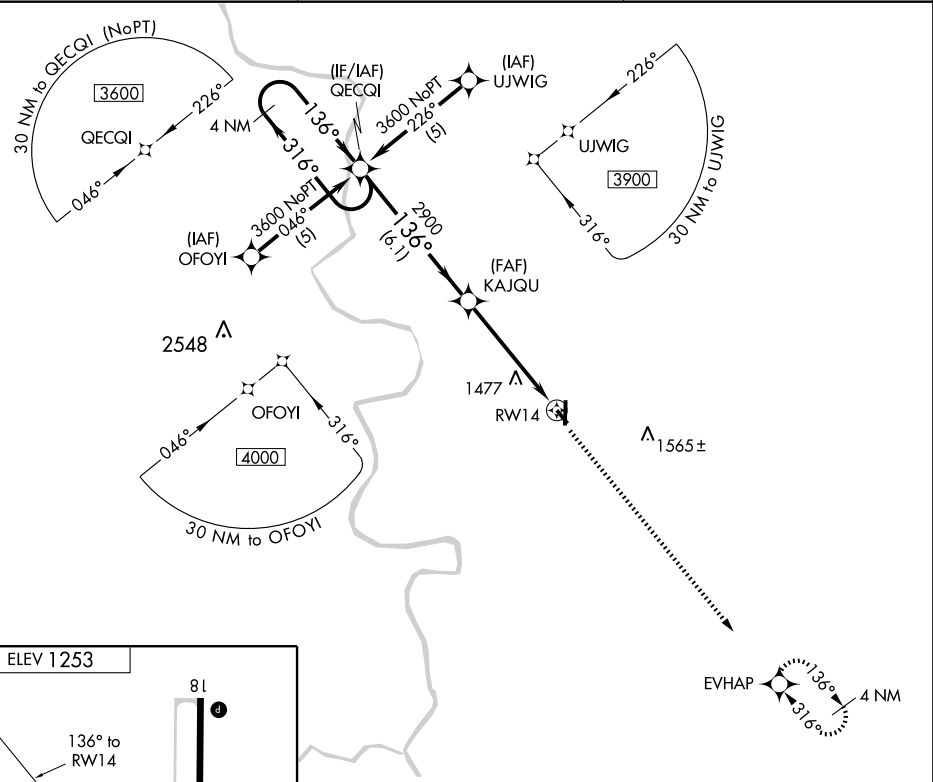 30 NM to QECQI (NoPT)
3600
226°
QECQI
046°
4 NM
136°
316°
(IF/IAF)
QECQI
(IAF)
UJWIG
3600 NoPT
226°
(5)
3600 NoPT
046°
(5)
(IAF)
OFOYI
2900
136°
(6.1)
(FAF)
KAJQU
226°
UJWIG
3900
316°
30 NM to UJWIG
2548
OFOYI
046°
316°
4000
30 NM to OFOYI
1477
RW14
1565±
EVHAP
136°
316°
4 NM
ELEV 1253
18
P
136° to
RW14